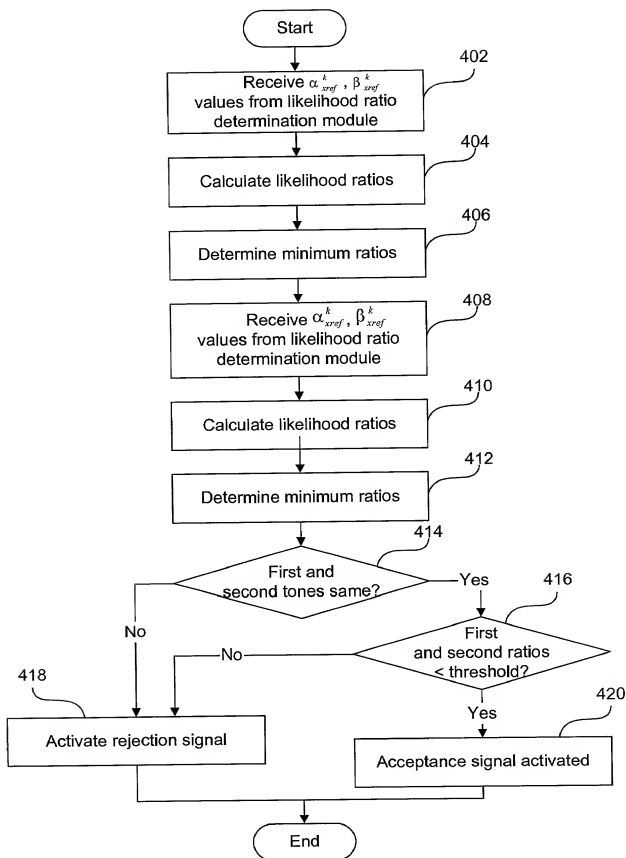 Start
402
Receive α^k_xref , β^k_xref
values from likelihood ratio
determination module
404
Calculate likelihood ratios
406
Determine minimum ratios
408
Receive α^k_xref, β^k_xref
values from likelihood ratio
determination module
410
Calculate likelihood ratios
412
Determine minimum ratios
414
First and
second tones same?
Yes
416
First
and second ratios
< threshold?
No
No
418
Activate rejection signal
Yes
420
Acceptance signal activated
End